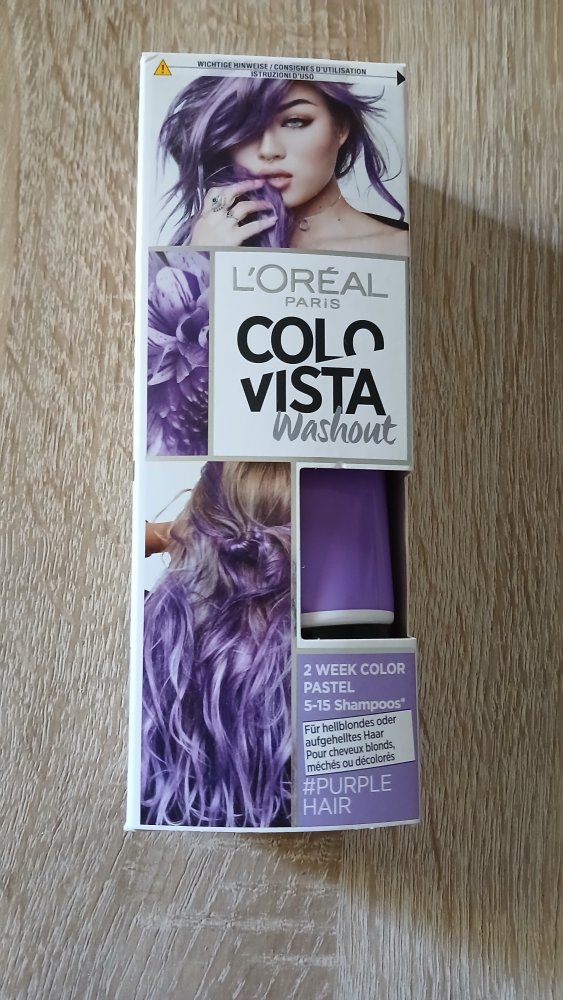 WICHTIGE HINWEISE / CONSIGNES D'UTILISATION
ISTRUZIONI D'USO
L'ORÉAL
PARIS
COLO
VISTA
Washout
2 WEEK COLOR
PASTEL
5-15 Shampoos*
Für hellblondes oder
aufgehelltes Haar
Pour cheveux blonds,
méchés ou décolorés
#PURPLE
HAIR